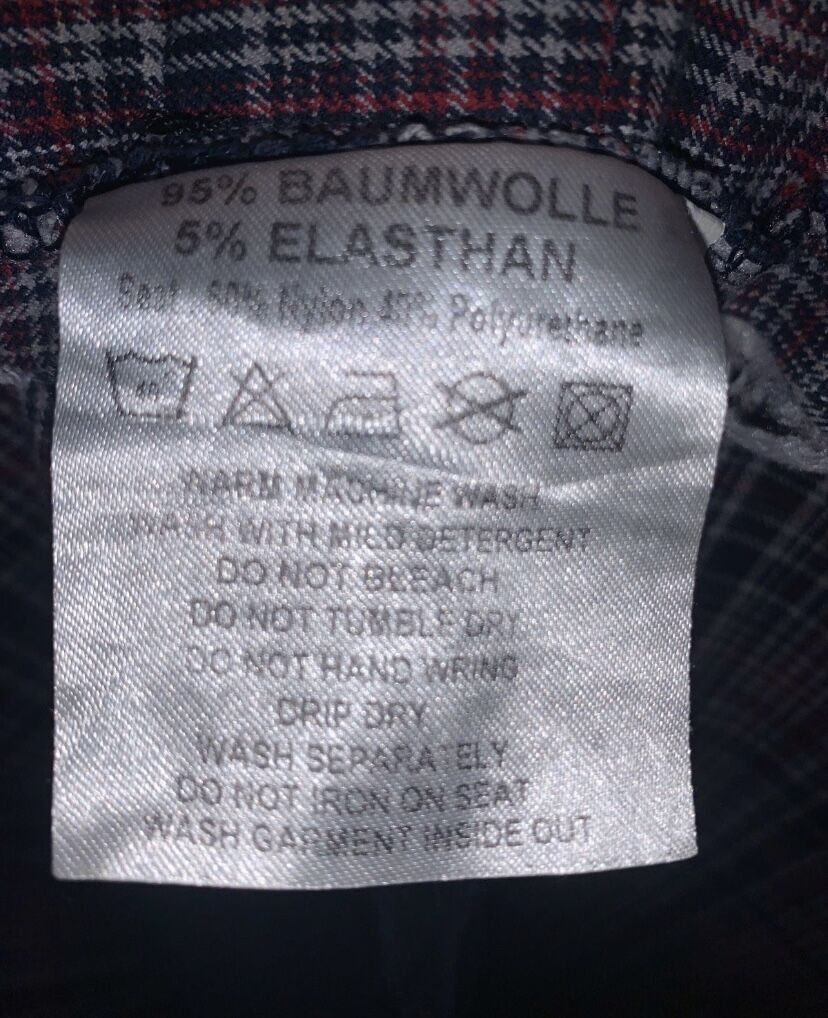 95% BAUMWOLLE
5% ELASTHAN
Seat : 60% Nylon 40% Polyurethane
40
WARM MACHINE WASH
WASH WITH MILD DETERGENT
DO NOT BLEACH
DO NOT TUMBLE DRY
DO NOT HAND WRING
DRIP DRY
WASH SEPARATELY
DO NOT IRON ON SEAT
WASH GARMENT INSIDE OUT